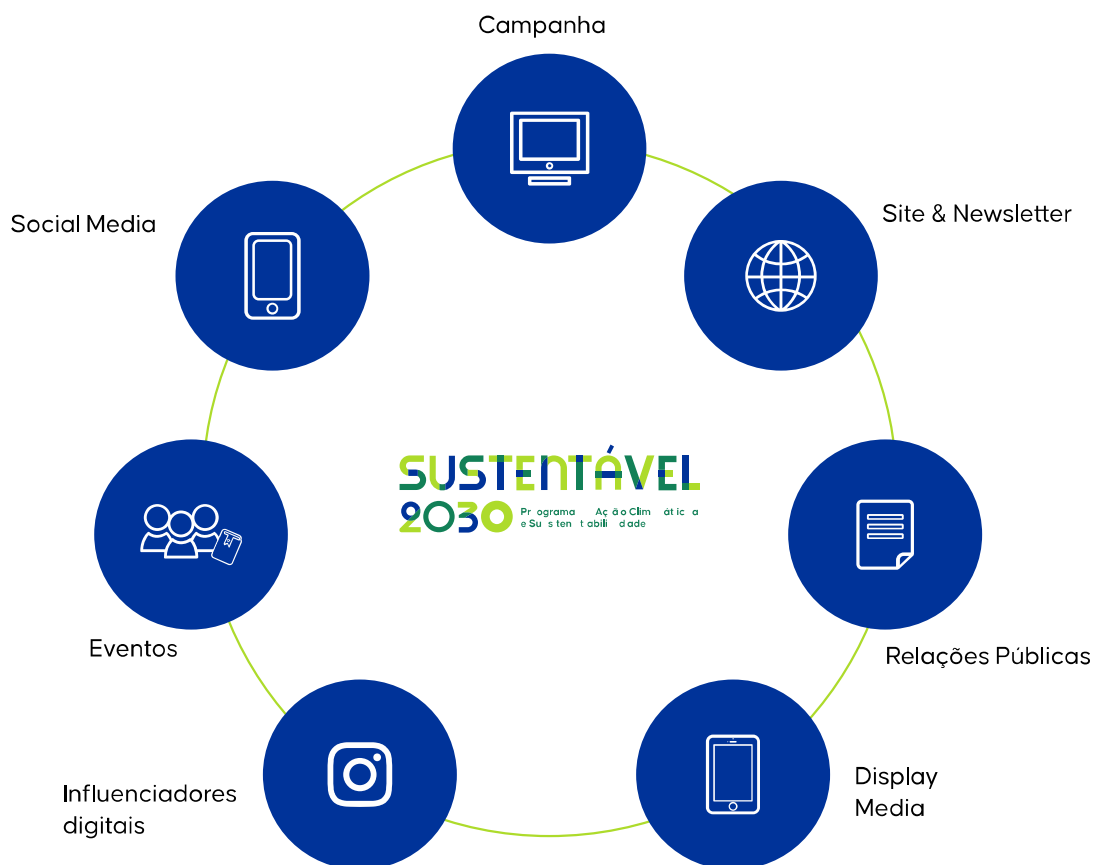 Campanha
Site & Newsletter
Social Media
SUSTENTÁVEL
2030
Programa Ação Climática
e Sustentabilidade
Eventos
Relações Públicas
Influenciadores
digitais
Display
Media